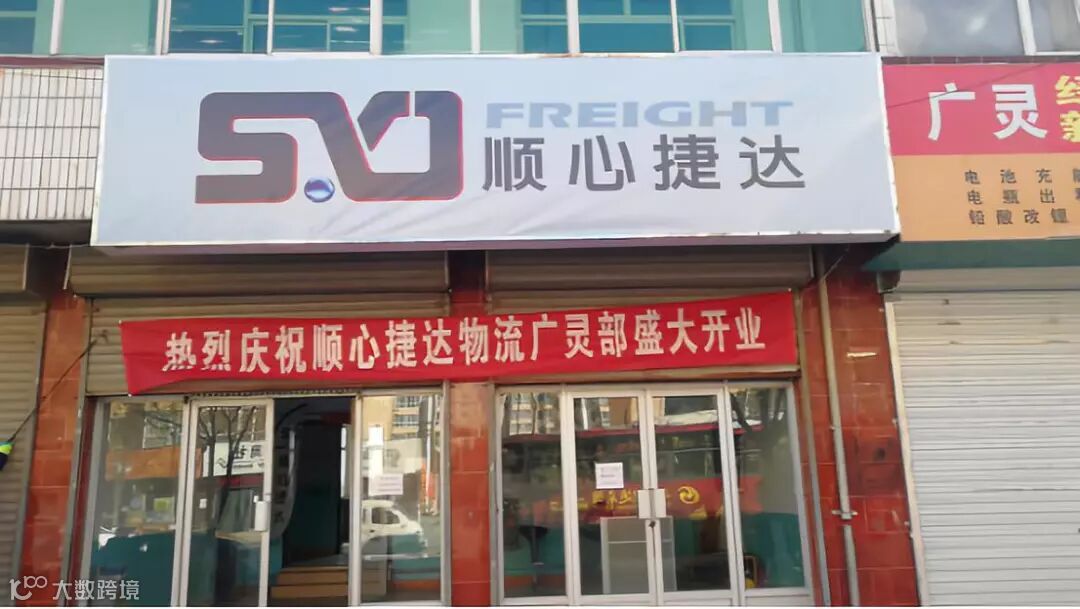 SXJ FREIGHT
顺心捷达
广灵
电池充
电瓶出
铅酸改锂
热烈庆祝顺心捷达物流广灵部盛大开业
大数跨境